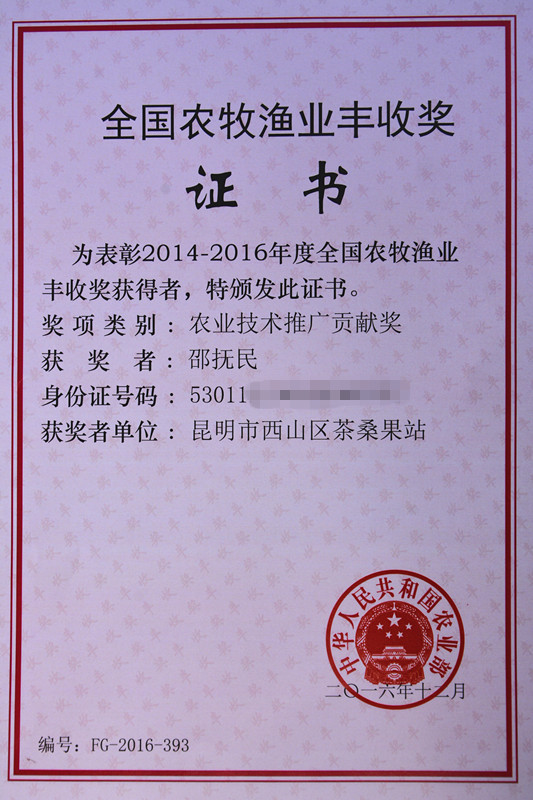 全国农牧渔业丰收奖
证 书
为表彰2014-2016年度全国农牧渔业
丰收奖获得者，特颁发此证书。
奖项类别：农业技术推广贡献奖
获 奖 者：邵抚民
身份证号码：53011
获奖者单位：昆明市西山区茶桑果站
中华人民共和国农业部
二〇一六年十二月
编号：FG-2016-393